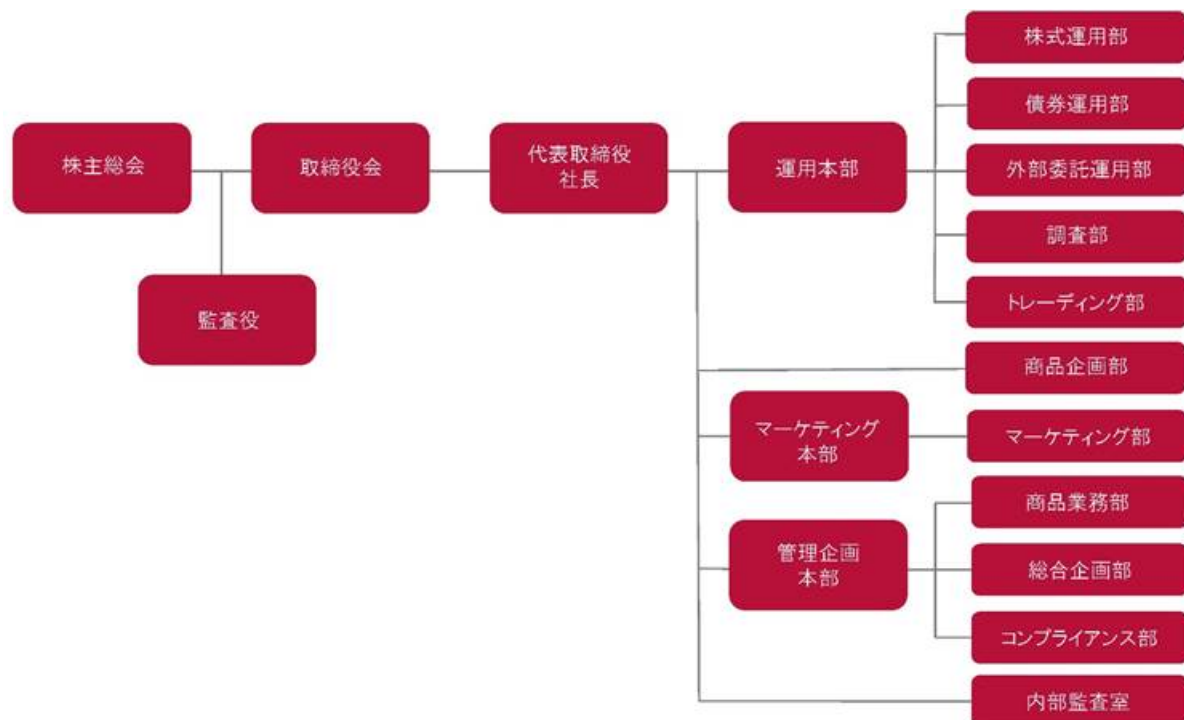 株主総会
取締役会
代表取締役
社長
監査役
運用本部
株式運用部
債券運用部
外部委託運用部
調査部
トレーディング部
商品企画部
マーケティング
本部
マーケティング部
管理企画
本部
商品業務部
総合企画部
コンプライアンス部
内部監査室